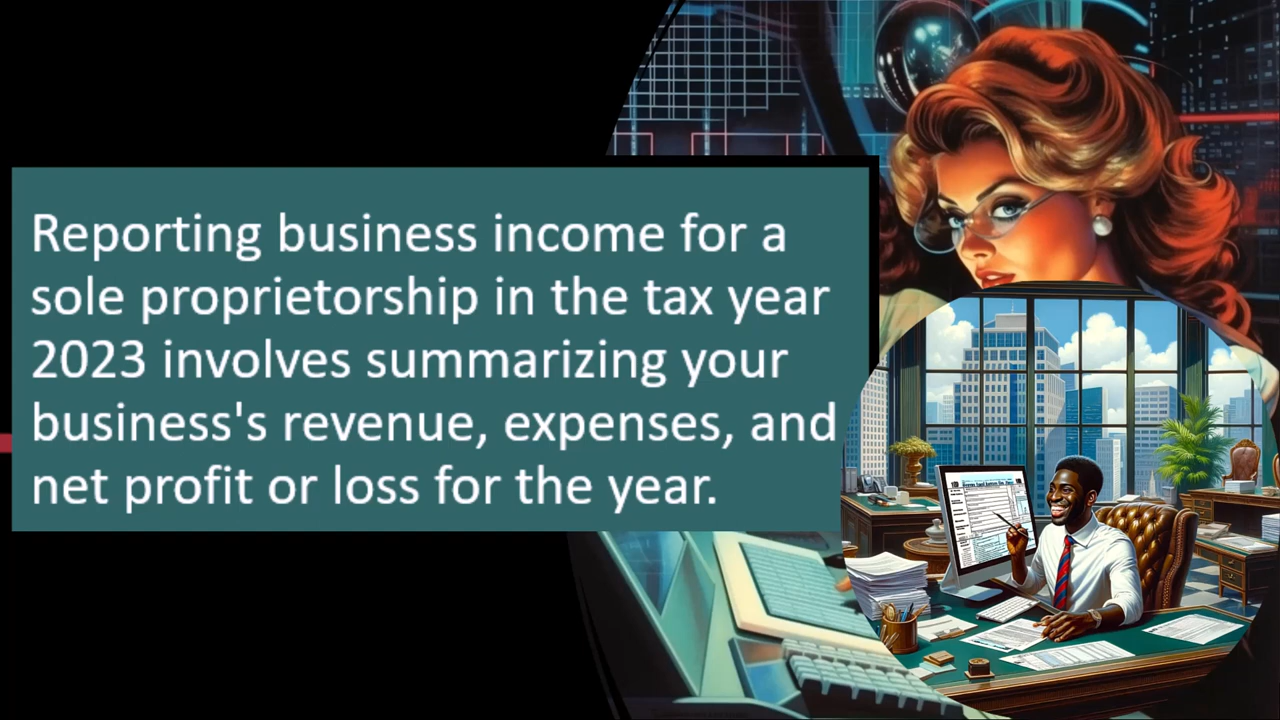 Reporting business income for a
sole proprietorship in the tax year
2023 involves summarizing your
business's revenue, expenses, and
net profit or loss for the year.